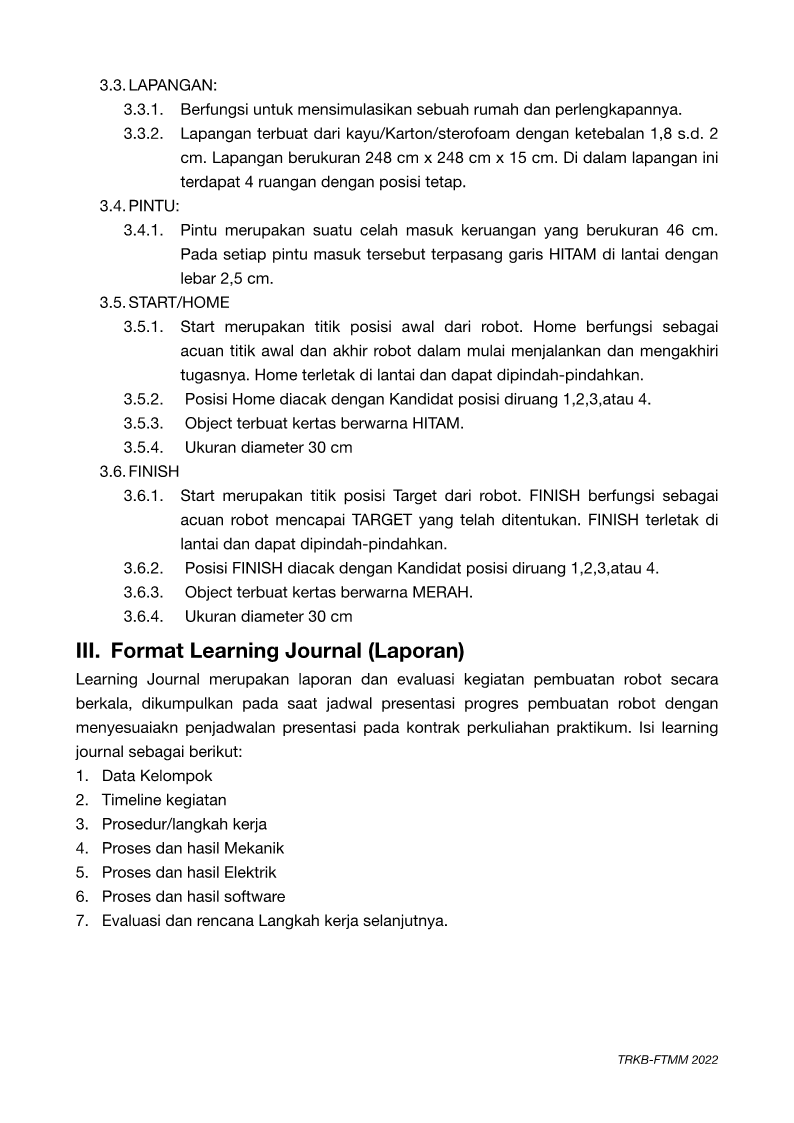 3.3. LAPANGAN:
3.3.1. Berfungsi untuk mensimulasikan sebuah rumah dan perlengkapannya.
3.3.2. Lapangan terbuat dari kayu/Karton/sterofoam dengan ketebalan 1,8 s.d. 2
cm. Lapangan berukuran 248 cm x 248 cm x 15 cm. Di dalam lapangan ini
terdapat 4 ruangan dengan posisi tetap.
3.4. PINTU:
3.4.1. Pintu merupakan suatu celah masuk keruangan yang berukuran 46 cm.
Pada setiap pintu masuk tersebut terpasang garis HITAM di lantai dengan
lebar 2,5 cm.
3.5. START/HOME
3.5.1. Start merupakan titik posisi awal dari robot. Home berfungsi sebagai
acuan titik awal dan akhir robot dalam mulai menjalankan dan mengakhiri
tugasnya. Home terletak di lantai dan dapat dipindah-pindahkan.
3.5.2. Posisi Home diacak dengan Kandidat posisi diruang 1,2,3,atau 4.
3.5.3. Object terbuat kertas berwarna HITAM.
3.5.4. Ukuran diameter 30 cm
3.6. FINISH
3.6.1. Start merupakan titik posisi Target dari robot. FINISH berfungsi sebagai
acuan robot mencapai TARGET yang telah ditentukan. FINISH terletak di
lantai dan dapat dipindah-pindahkan.
3.6.2. Posisi FINISH diacak dengan Kandidat posisi diruang 1,2,3,atau 4.
3.6.3. Object terbuat kertas berwarna MERAH.
3.6.4. Ukuran diameter 30 cm
III. Format Learning Journal (Laporan)
Learning Journal merupakan laporan dan evaluasi kegiatan pembuatan robot secara
berkala, dikumpulkan pada saat jadwal presentasi progres pembuatan robot dengan
menyesuaiakn penjadwalan presentasi pada kontrak perkuliahan praktikum. Isi learning
journal sebagai berikut:
1. Data Kelompok
2. Timeline kegiatan
3. Prosedur/langkah kerja
4. Proses dan hasil Mekanik
5. Proses dan hasil Elektrik
6. Proses dan hasil software
7. Evaluasi dan rencana Langkah kerja selanjutnya.
TRKB-FTMM 2022